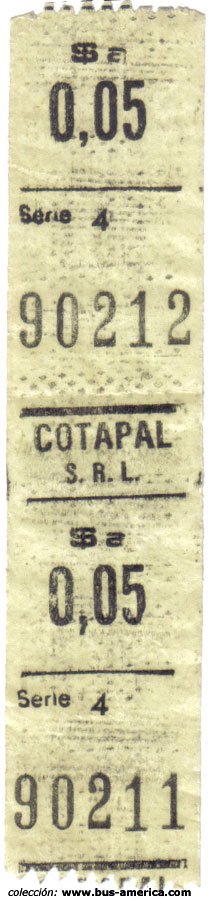 $a
0,05
Serie 4
90212
COTAPAL
S. R. L.
$a
0,05
Serie 4
90211
colección: www.bus-america.com